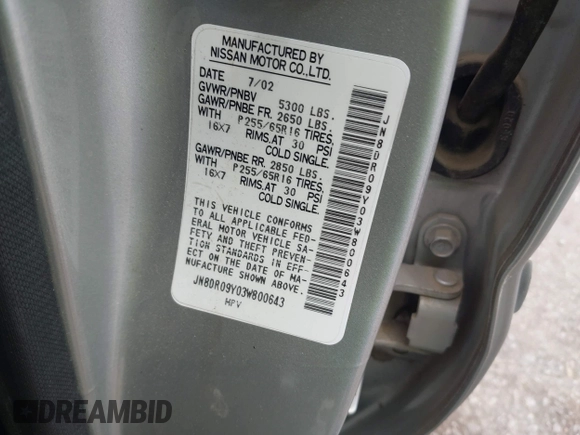 MANUFACTURED BY
NISSAN MOTOR CO.,LTD.
DATE 7/02
GVWR/PNBV 5300 LBS.
GAWR/PNBE FR. 2650 LBS.
WITH P255/65R16 TIRES,
16X7 RIMS,AT 30 PSI
COLD SINGLE.
GAWR/PNBE RR. 2850 LBS.
WITH P255/65R16 TIRES,
16X7 RIMS,AT 30 PSI
COLD SINGLE.
THIS VEHICLE CONFORMS
TO ALL APPLICABLE FED-
ERAL MOTOR VEHICLE SA-
FETY AND THEFT PREVEN-
TION STANDARDS IN EFF-
ECT ON THE DATE OF MA-
NUFACTURE SHOWN ABOVE.
JN8DR09Y03W800643
MPV
JN8DR09Y03W800643
DREAMBID